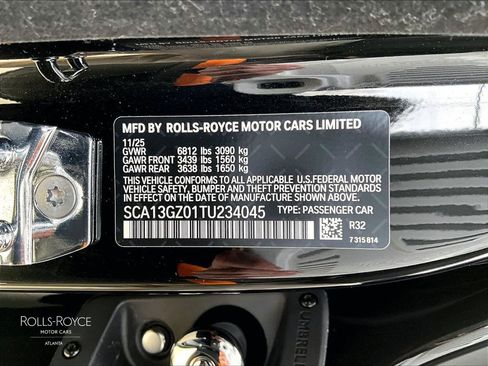 MFD BY ROLLS-ROYCE MOTOR CARS LIMITED
11/25
GVWR 6812 lbs 3090 kg
GAWR FRONT 3439 lbs 1560 kg
GAWR REAR 3638 lbs 1650 kg
THIS VEHICLE CONFORMS TO ALL APPLICABLE U.S. FEDERAL MOTOR
VEHICLE SAFETY, BUMPER AND THEFT PREVENTION STANDARDS IN
EFFECT ON THE DATE OF MANUFACTURE SHOWN ABOVE.
SCA13GZ01TU234045 TYPE: PASSENGER CAR
R32
7 315 814
ROLLS-ROYCE
MOTOR CARS
ATLANTA